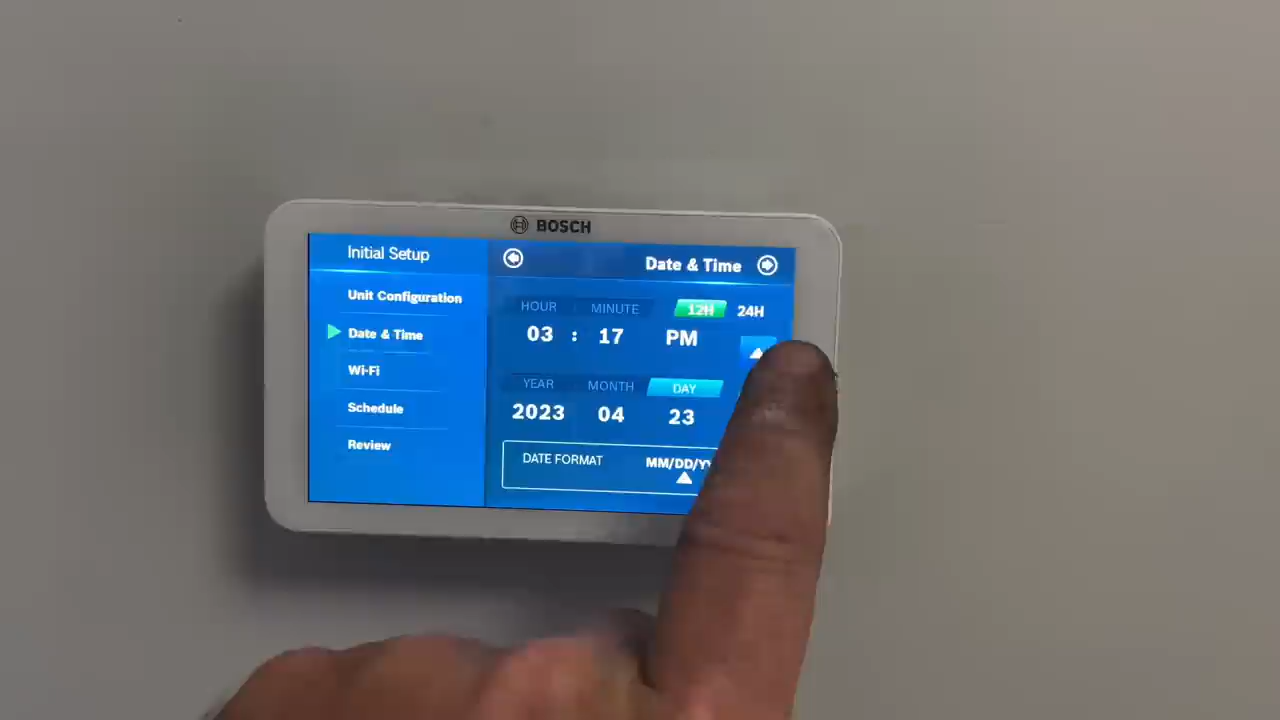 BOSCH
Initial Setup
Date & Time
Unit Configuration
Date & Time
Wi-Fi
Schedule
Review
HOUR MINUTE 12H 24H
03 : 17 PM
YEAR MONTH DAY
2023 04 23
DATE FORMAT